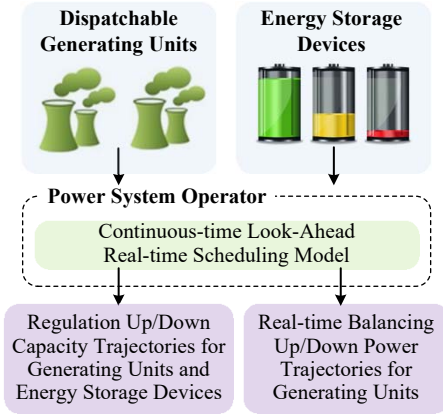 Dispatchable
Generating Units
Energy Storage
Devices
Power System Operator
Continuous-time Look-Ahead
Real-time Scheduling Model
Regulation Up/Down
Capacity Trajectories for
Generating Units and
Energy Storage Devices
Real-time Balancing
Up/Down Power
Trajectories for
Generating Units